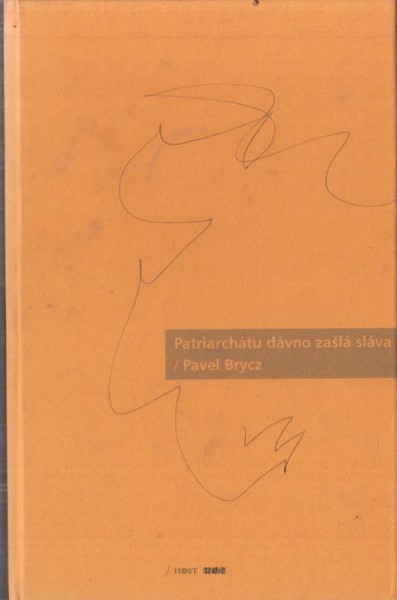 Patriarchátu dávno zašlá sláva
/ Pavel Brycz
/ HOST